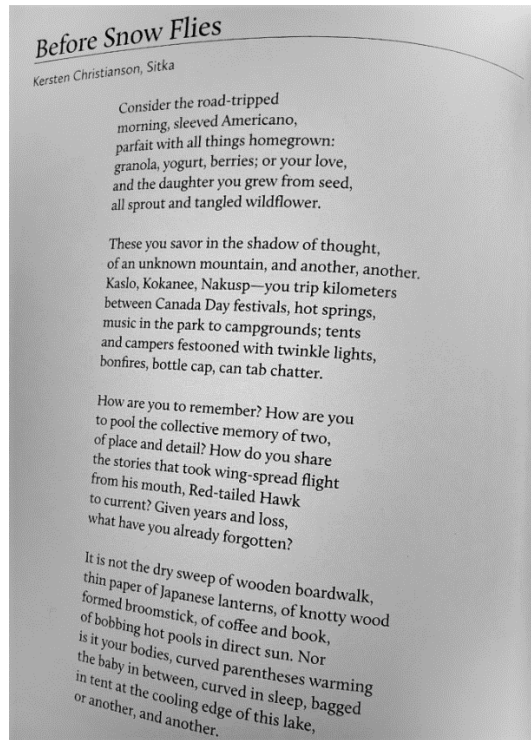 Before Snow Flies
Kersten Christianson, Sitka
Consider the road-tripped
morning, sleeved Americano,
parfait with all things homegrown:
granola, yogurt, berries; or your love,
and the daughter you grew from seed,
all sprout and tangled wildflower.
These you savor in the shadow of thought,
of an unknown mountain, and another, another.
Kaslo, Kokanee, Nakusp—you trip kilometers
between Canada Day festivals, hot springs,
music in the park to campgrounds; tents
and campers festooned with twinkle lights,
bonfires, bottle cap, can tab chatter.
How are you to remember? How are you
to pool the collective memory of two,
of place and detail? How do you share
the stories that took wing-spread flight
from his mouth, Red-tailed Hawk
to current? Given years and loss,
what have you already forgotten?
It is not the dry sweep of wooden boardwalk,
thin paper of Japanese lanterns, of knotty wood
formed broomstick, of coffee and book,
of bobbing hot pools in direct sun. Nor
is it your bodies, curved parentheses warming
the baby in between, curved in sleep, bagged
in tent at the cooling edge of this lake,
or another, and another.